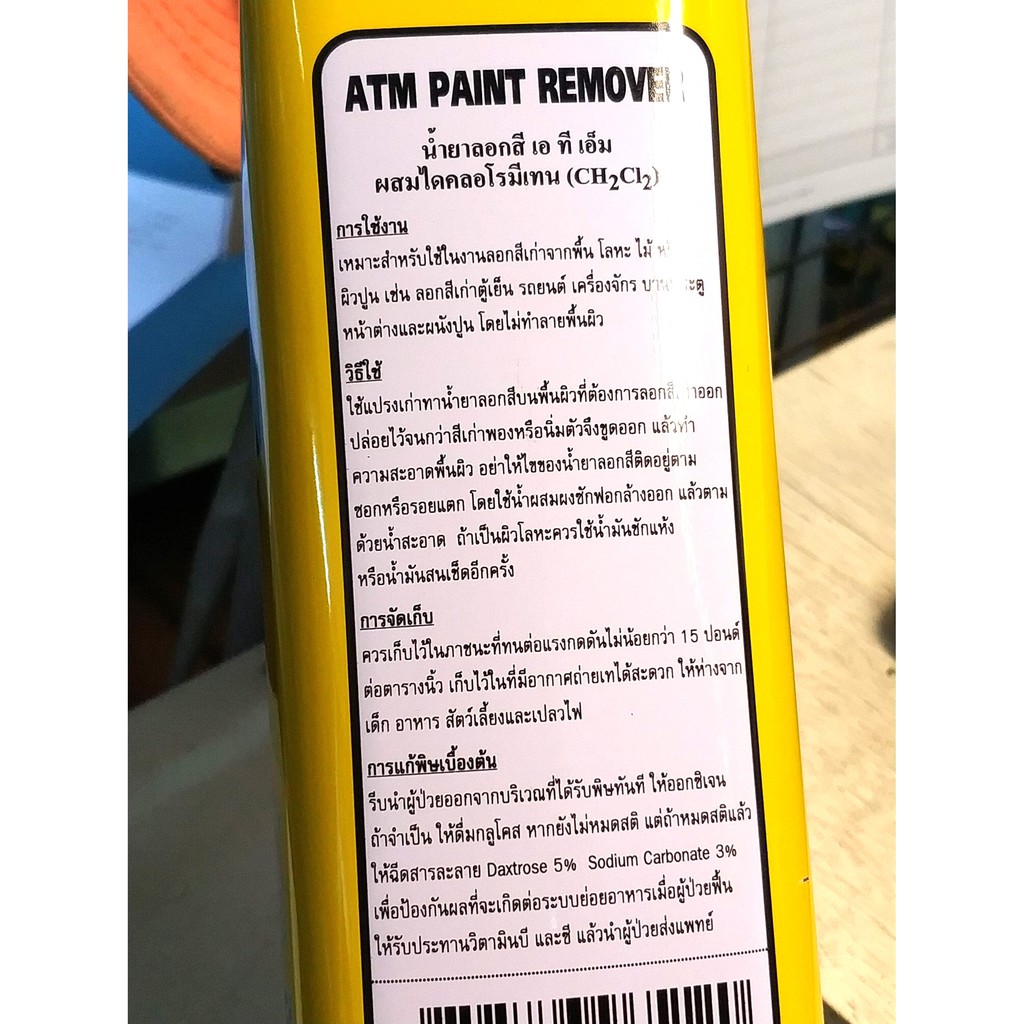 ATM PAINT REMOVER
น้ำยาลอกสี เอ ที เอ็ม
ผสมไดคลอโรมีเทน (CH2Cl2)
การใช้งาน
เหมาะสำหรับใช้ในงานลอกสีเก่าจากพื้น โลหะ ไม้
ผิวปูน เช่น ลอกสีเก่าตู้เย็น รถยนต์ เครื่องจักร
หน้าต่างและผนังปูน โดยไม่ทำลายพื้นผิว
วิธีใช้
ใช้แปรงเก่าทาน้ำยาลอกสีบนพื้นผิวที่ต้องการลอกสี
ปล่อยไว้จนกว่าสีเก่าพองหรือนิ่มตัวจึงขูดออก แล้วทำ
ความสะอาดพื้นผิว อย่าให้ไขของน้ำยาลอกสีติดอยู่ตาม
ซอกหรือรอยแตก โดยใช้น้ำผสมผงซักฟอกล้างออก แล้วตาม
ด้วยน้ำสะอาด ถ้าเป็นผิวโลหะควรใช้น้ำมันซักแห้ง
หรือน้ำมันสนเช็ดอีกครั้ง
การจัดเก็บ
ควรเก็บไว้ในภาชนะที่ทนต่อแรงกดดันไม่น้อยกว่า 15 ปอนด์
ต่อตารางนิ้ว เก็บไว้ในที่มีอากาศถ่ายเทได้สะดวก ให้ห่างจาก
เด็ก อาหาร สัตว์เลี้ยงและเปลวไฟ
การแก้พิษเบื้องต้น
รีบนำผู้ป่วยออกจากบริเวณที่ได้รับพิษทันที ให้ออกซิเจน
ถ้าจำเป็น ให้ดื่มกลูโคส หากยังไม่หมดสติ แต่ถ้าหมดสติแล้ว
ให้ฉีดสารละลาย Daxtrose 5% Sodium Carbonate 3%
เพื่อป้องกันผลที่จะเกิดต่อระบบย่อยอาหารเมื่อผู้ป่วยฟื้น
ให้รับประทานวิตามินบี และซี แล้วนำผู้ป่วยส่งแพทย์